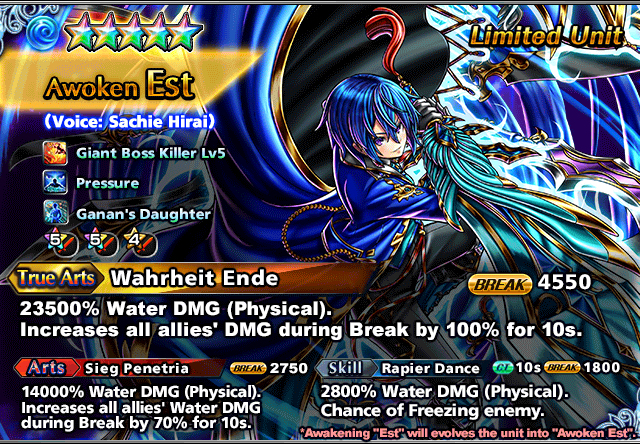 Limited Unit
Awoken Est
(Voice: Sachie Hirai)
Giant Boss Killer Lv5
Pressure
Ganan's Daughter
5 5 4
True Arts Wahrheit Ende BREAK 4550
23500% Water DMG (Physical).
Increases all allies' DMG during Break by 100% for 10s.
Arts Sieg Penetria BREAK 2750
14000% Water DMG (Physical).
Increases all allies' Water DMG
during Break by 70% for 10s.
Skill Rapier Dance CT 10s BREAK 1800
2800% Water DMG (Physical).
Chance of Freezing enemy.
*Awakening "Est" will evolves the unit into "Awoken Est".